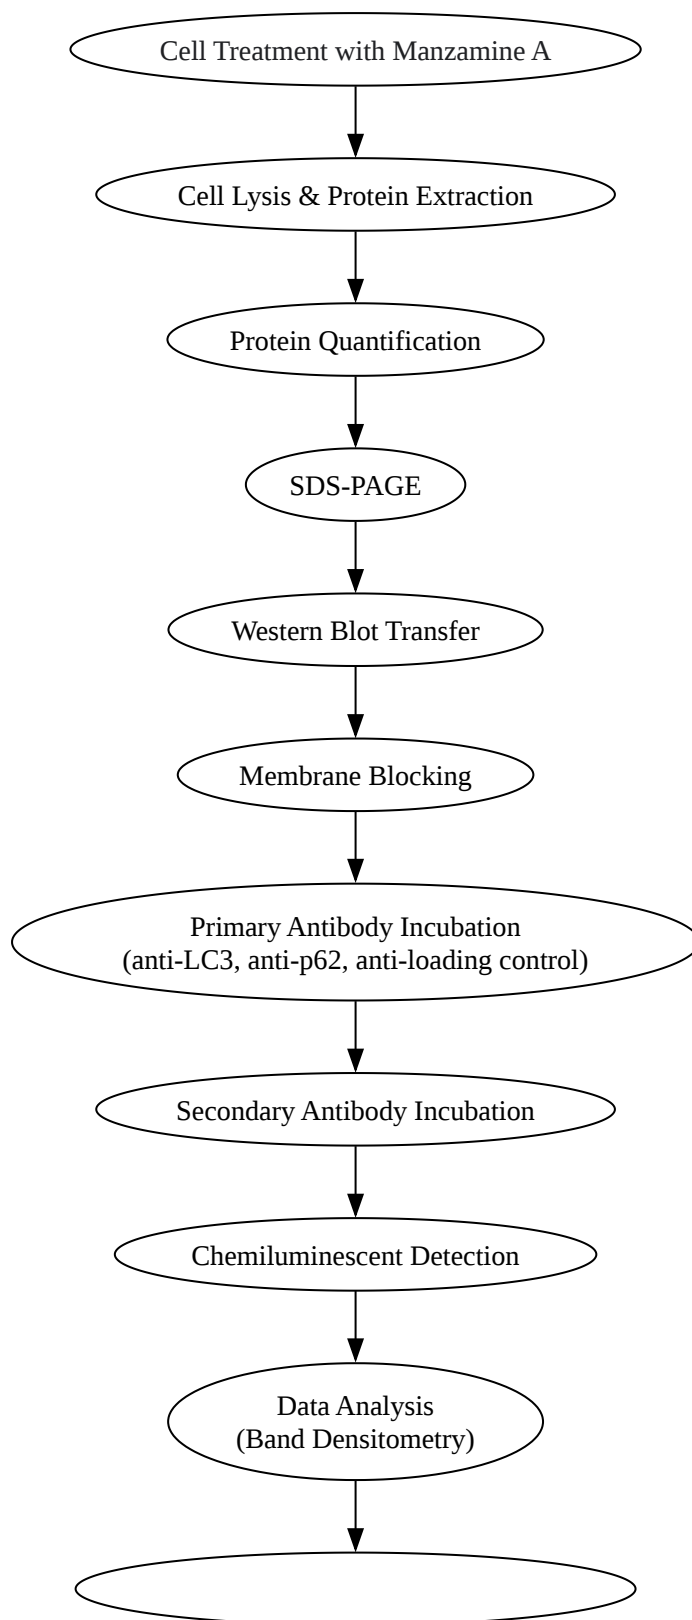 Cell Treatment with Manzamine A
Cell Lysis & Protein Extraction
Protein Quantification
SDS-PAGE
Western Blot Transfer
Membrane Blocking
Primary Antibody Incubation
(anti-LC3, anti-p62, anti-loading control)
Secondary Antibody Incubation
Chemiluminescent Detection
Data Analysis
(Band Densitometry)